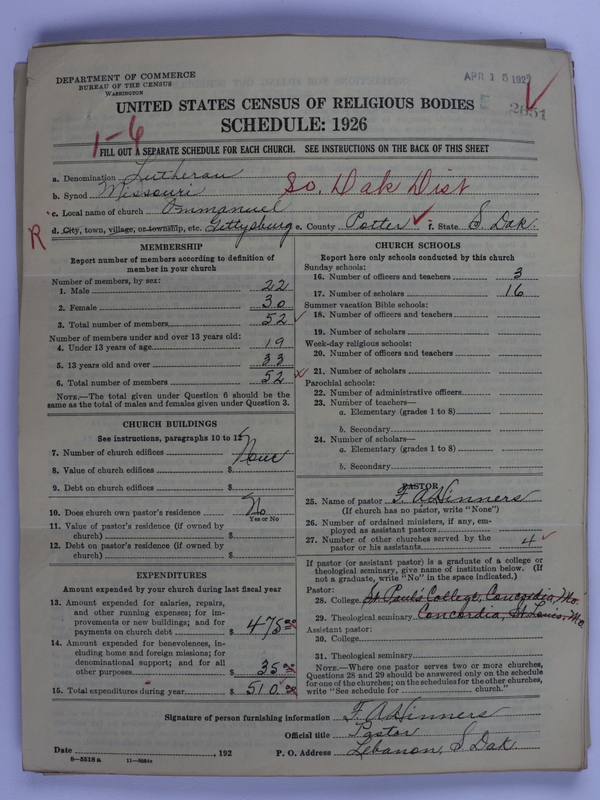 DEPARTMENT OF COMMERCE
BUREAU OF THE CENSUS
WASHINGTON
APR 15 192
2651
UNITED STATES CENSUS OF RELIGIOUS BODIES
SCHEDULE: 1926
1-6
FILL OUT A SEPARATE SCHEDULE FOR EACH CHURCH. SEE INSTRUCTIONS ON THE BACK OF THIS SHEET
a. Denomination Lutheran
b. Synod Missouri So. Dak Dist
c. Local name of church Emmanuel
R d. City, town, village, or township, etc. Gettysburg e. County Potter f. State S. Dak.
MEMBERSHIP
Report number of members according to definition of
member in your church
Number of members, by sex:
1. Male 22
2. Female 30
3. Total number of members 52
Number of members under and over 13 years old:
4. Under 13 years of age 19
5. 13 years old and over 33
6. Total number of members 52
NOTE.—The total given under Question 6 should be the
same as the total of males and females given under Question 3.
CHURCH BUILDINGS
See instructions, paragraphs 10 to 12
7. Number of church edifices None
8. Value of church edifices $
9. Debt on church edifices $
10. Does church own pastor's residence No
Yes or No
11. Value of pastor's residence (if owned by
church) $
12. Debt on pastor's residence (if owned by
church) $
EXPENDITURES
Amount expended by your church during last fiscal year
13. Amount expended for salaries, repairs,
and other running expenses; for im-
provements or new buildings; and for
payments on church debt $ 475.00
14. Amount expended for benevolences, in-
cluding home and foreign missions; for
denominational support; and for all
other purposes $ 35.00
15. Total expenditures during year $ 510.00
CHURCH SCHOOLS
Report here only schools conducted by this church
Sunday schools:
16. Number of officers and teachers 3
17. Number of scholars 16
Summer vacation Bible schools:
18. Number of officers and teachers
19. Number of scholars
Week-day religious schools:
20. Number of officers and teachers
21. Number of scholars
Parochial schools:
22. Number of administrative officers
23. Number of teachers—
a. Elementary (grades 1 to 8)
b. Secondary
24. Number of scholars—
a. Elementary (grades 1 to 8)
b. Secondary
PASTOR
25. Name of pastor F. A. Hinners
(If church has no pastor, write "None")
26. Number of ordained ministers, if any, em-
ployed as assistant pastors
27. Number of other churches served by the
pastor or his assistants 4
If pastor (or assistant pastor) is a graduate of a college or
theological seminary, give name of institution below. (If
not a graduate, write "No" in the space indicated.)
Pastor:
28. College St. Paul's College, Concordia, Mo.
29. Theological seminary Concordia, St. Louis, Mo
Assistant pastor:
30. College
31. Theological seminary
NOTE.—Where one pastor serves two or more churches,
Questions 28 and 29 should be answered only on the schedule
for one of the churches; on the schedules for the other churches,
write "See schedule for church."
Signature of person furnishing information F. A. Hinners
Official title Pastor
Date , 192 P. O. Address Lebanon, S. Dak
8-5518a